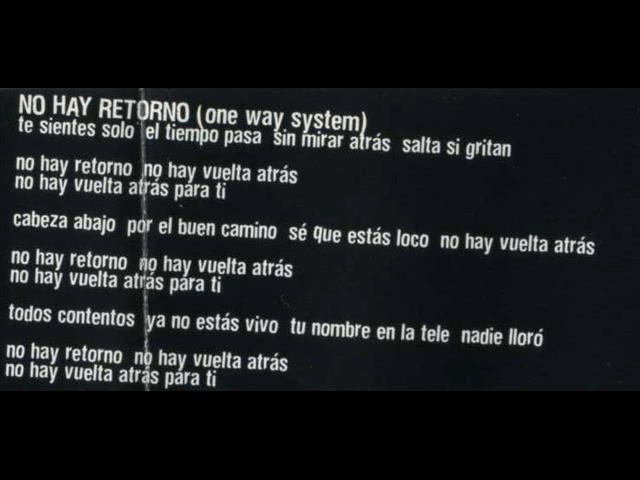 NO HAY RETORNO (one way system)
te sientes solo el tiempo pasa sin mirar atrás salta si gritan
no hay retorno no hay vuelta atrás
no hay vuelta atrás para ti
cabeza abajo por el buen camino sé que estás loco no hay vuelta atrás
no hay retorno no hay vuelta atrás
no hay vuelta atrás para ti
todos contentos ya no estás vivo tu nombre en la tele nadie lloró
no hay retorno no hay vuelta atrás
no hay vuelta atrás para ti